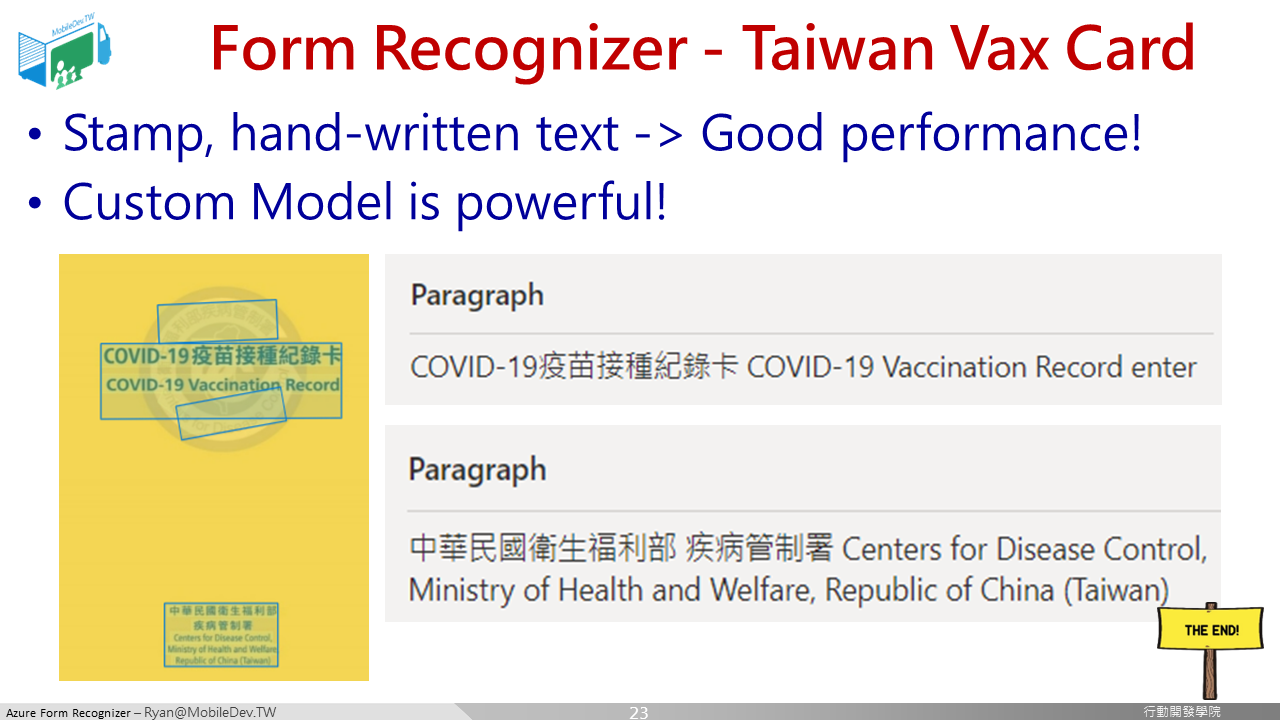 MobileDev.TW
Form Recognizer - Taiwan Vax Card
• Stamp, hand-written text -> Good performance!
• Custom Model is powerful!
COVID-19疫苗接種紀錄卡
COVID-19 Vaccination Record
中華民國衛生福利部
疾病管制署
Centers for Disease Control,
Ministry of Health and Welfare,
Republic of China (Taiwan)
Paragraph
COVID-19疫苗接種紀錄卡 COVID-19 Vaccination Record enter
Paragraph
中華民國衛生福利部 疾病管制署 Centers for Disease Control,
Ministry of Health and Welfare, Republic of China (Taiwan)
THE END!
Azure Form Recognizer – Ryan@MobileDev.TW
23
行動開發學院